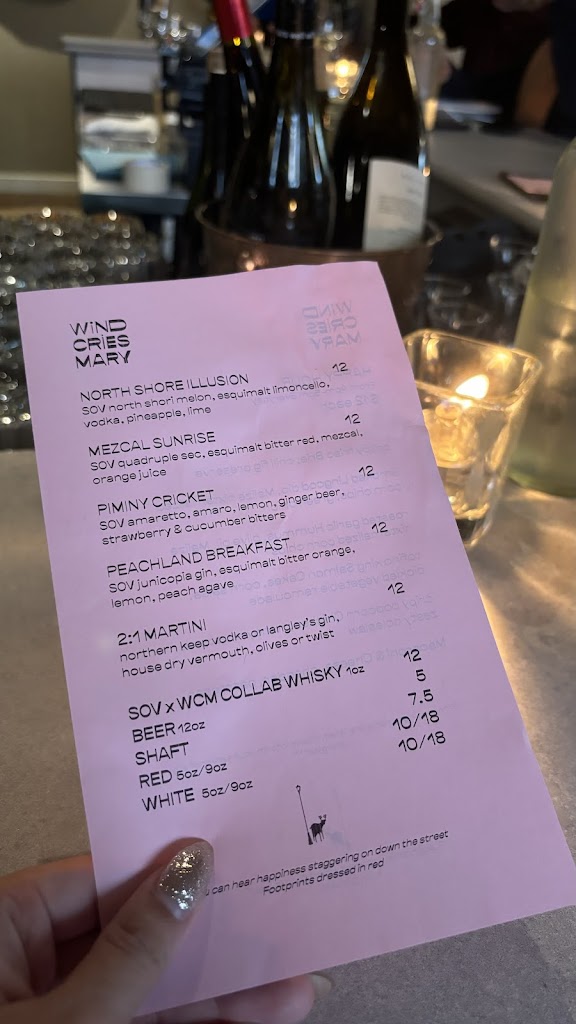 WiND
CRiES
MARY
NORTH SHORE ILLUSION 12
SOV north shori melon, esquimalt limoncello,
vodka, pineapple, lime
MEZCAL SUNRISE 12
SOV quadruple sec, esquimalt bitter red, mezcal,
orange juice
PIMINY CRICKET 12
SOV amaretto, amaro, lemon, ginger beer,
strawberry & cucumber bitters
PEACHLAND BREAKFAST 12
SOV junicopia gin, esquimalt bitter orange,
lemon, peach agave
2:1 MARTINI 12
northern keep vodka or langley's gin,
house dry vermouth, olives or twist
SOV x WCM COLLAB WHISKY 1oz 12
BEER 12oz 5
SHAFT 7.5
RED 5oz/9oz 10/18
WHITE 5oz/9oz 10/18
can hear happiness staggering on down the street
Footprints dressed in red